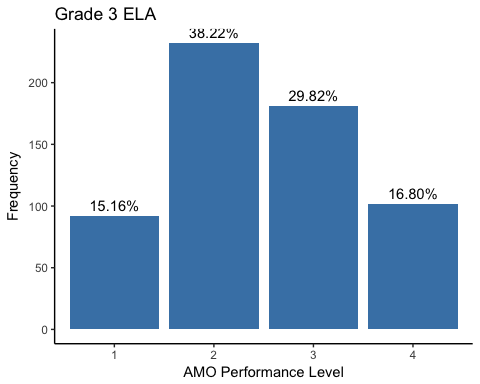 Grade 3 ELA
38.22%
29.82%
16.80%
15.16%
200
150
100
50
0
Frequency
1 2 3 4
AMO Performance Level